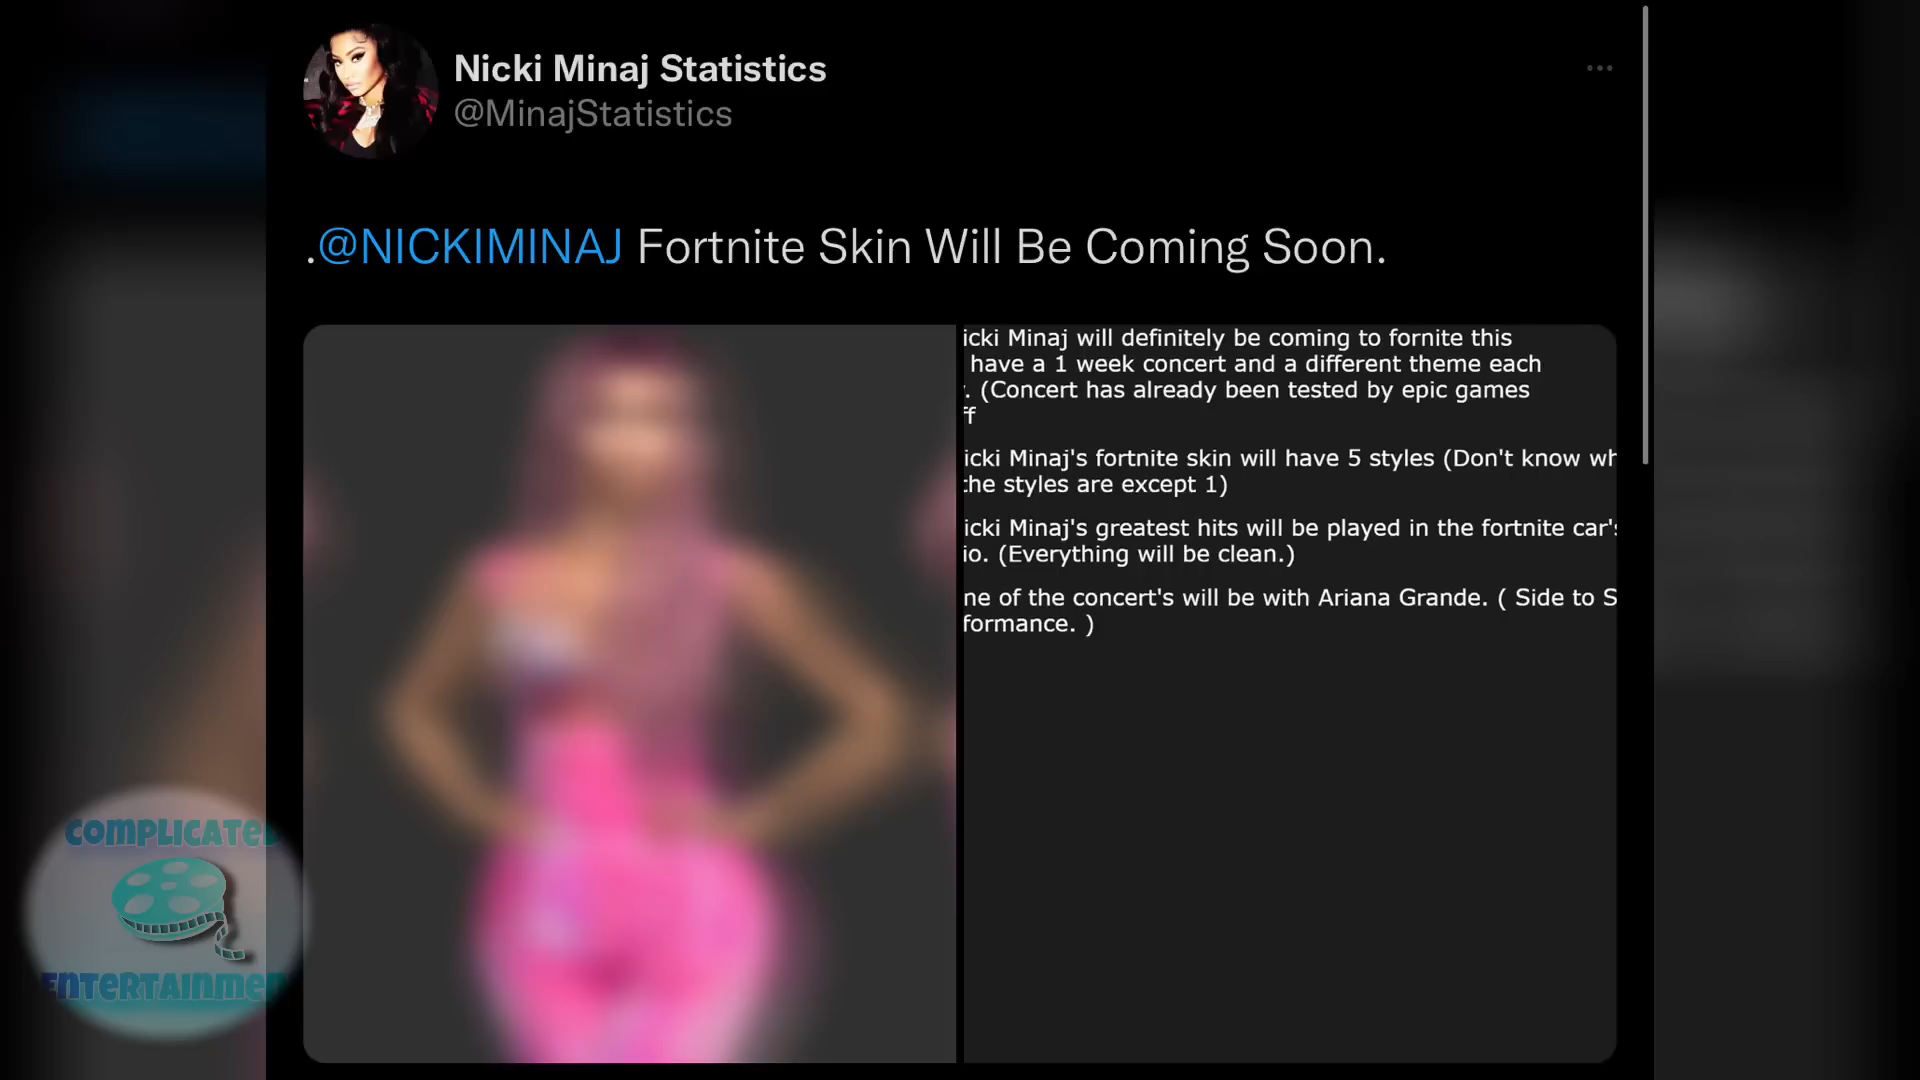 Nicki Minaj Statistics
@MinajStatistics
.@NICKIMINAJ Fortnite Skin Will Be Coming Soon.
icki Minaj will definitely be coming to fornite this
have a 1 week concert and a different theme each
. (Concert has already been tested by epic games
ff
icki Minaj's fortnite skin will have 5 styles (Don't know wh
the styles are except 1)
icki Minaj's greatest hits will be played in the fortnite car's
io. (Everything will be clean.)
ne of the concert's will be with Ariana Grande. ( Side to S
formance. )
COMPLICATED
ENTERTAINMEN